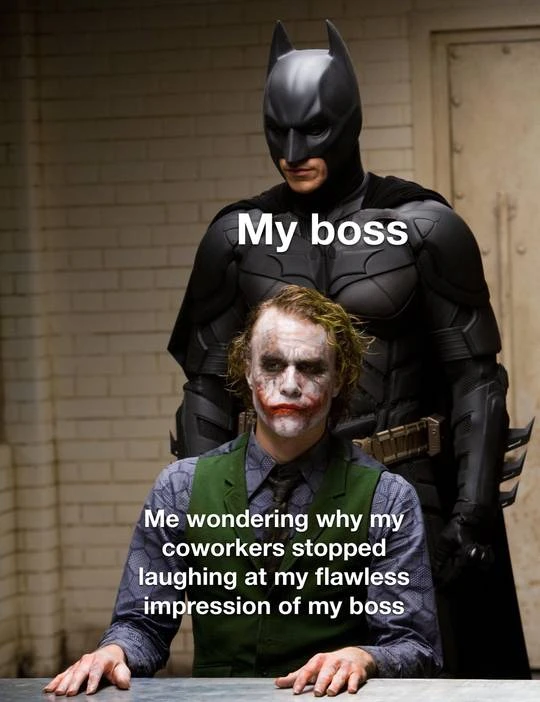 My boss
Me wondering why my
coworkers stopped
laughing at my flawless
impression of my boss